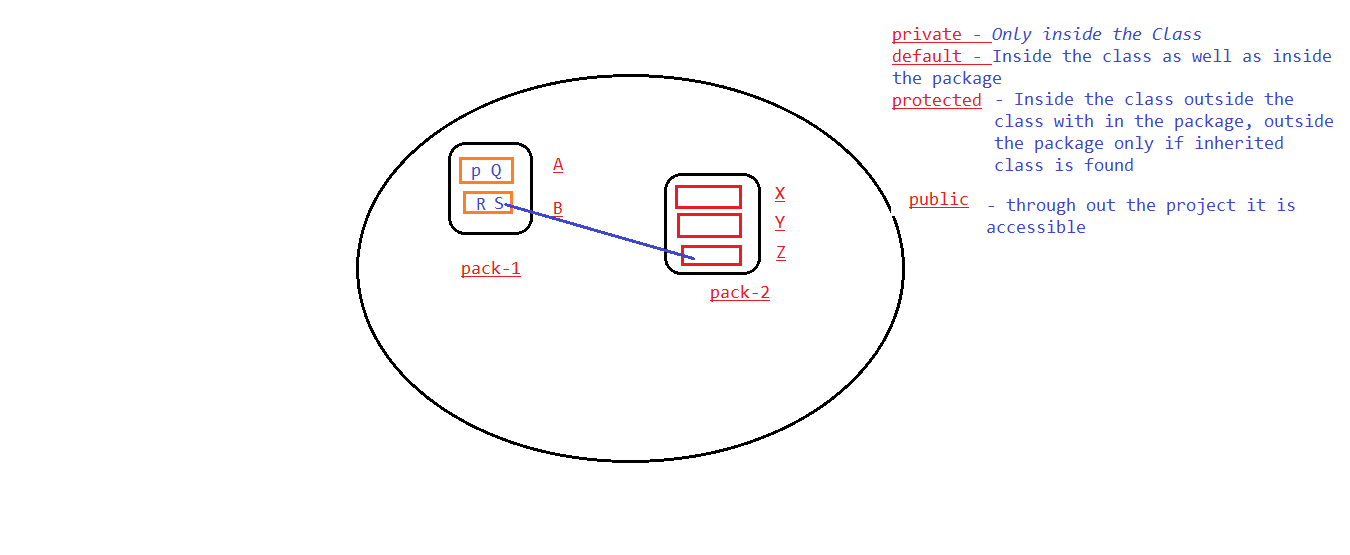 private - Only inside the Class
default - Inside the class as well as inside
the package
protected - Inside the class outside the
class with in the package, outside
the package only if inherited
class is found
public - through out the project it is
accessible
p Q A
R S B
pack-1
X
Y
Z
pack-2